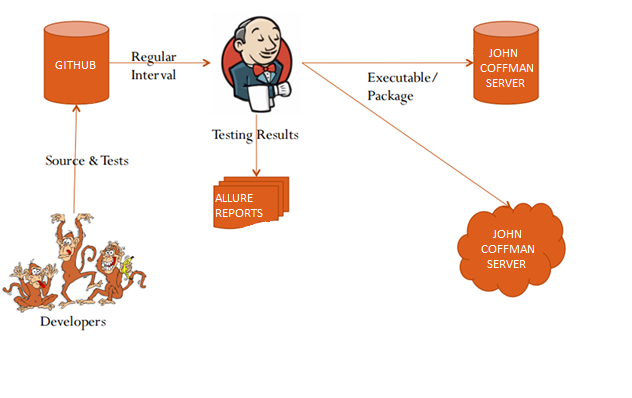 GITHUB
Regular
Interval
JOHN
COFFMAN
SERVER
Executable/
Package
Testing Results
Source & Tests
ALLURE
REPORTS
JOHN
COFFMAN
SERVER
Developers